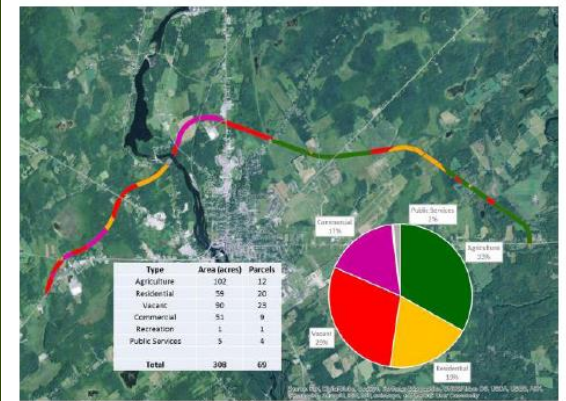 Commercial
17%
Public Services
Agriculture
33%
Vacant
29%
Residential
19%
Type Area (acres) Parcels
Agriculture 102 12
Residential 59 20
Vacant 90 23
Commercial 51 9
Recreation 1 1
Public Services 5 4
Total 308 69